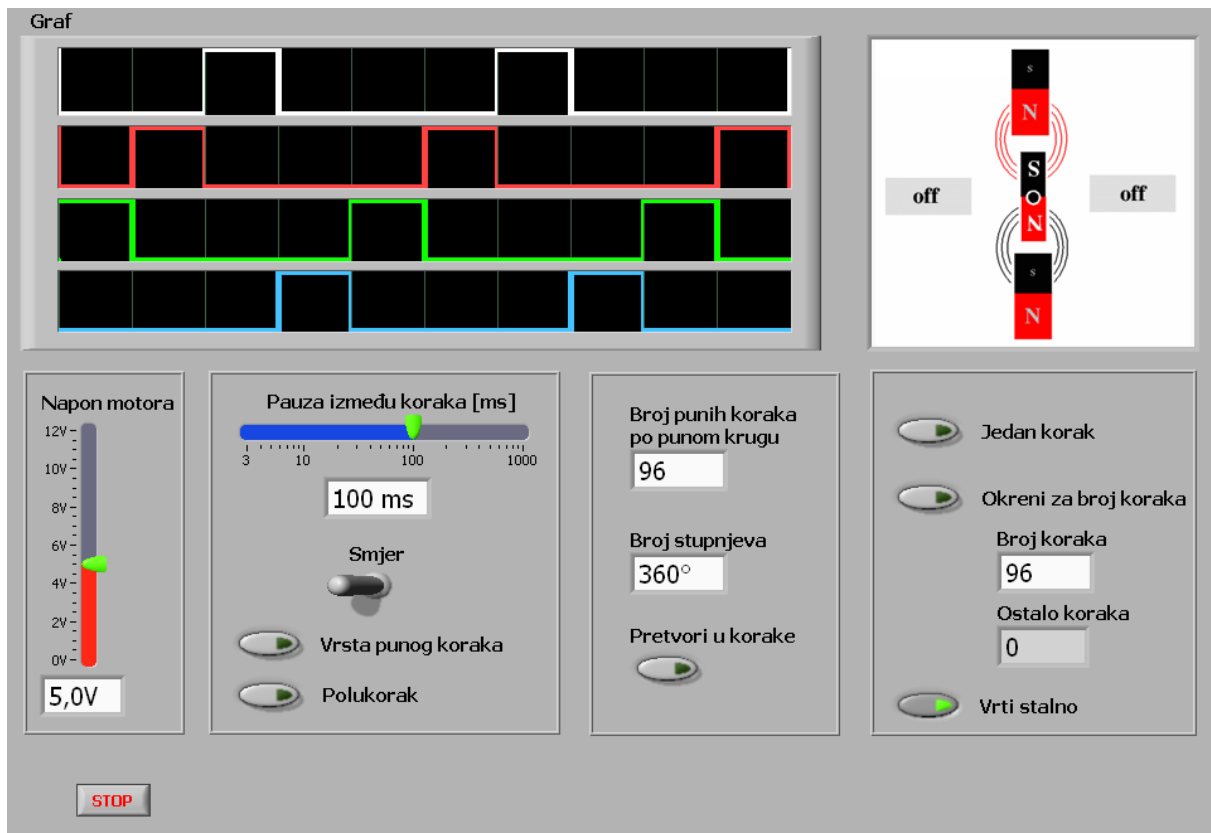 Graf
s
N
S
off
off
N
s
N
Napon motora
12V
10V
8V
6V
4V
2V
0V
5,0V
Pauza između koraka [ms]
3 10 100 1000
100 ms
Smjer
Vrsta punog koraka
Polukorak
Broj punih koraka
po punom krugu
96
Broj stupnjeva
360°
Pretvori u korake
Jedan korak
Okreni za broj koraka
Broj koraka
96
Ostalo koraka
0
Vrti stalno
STOP